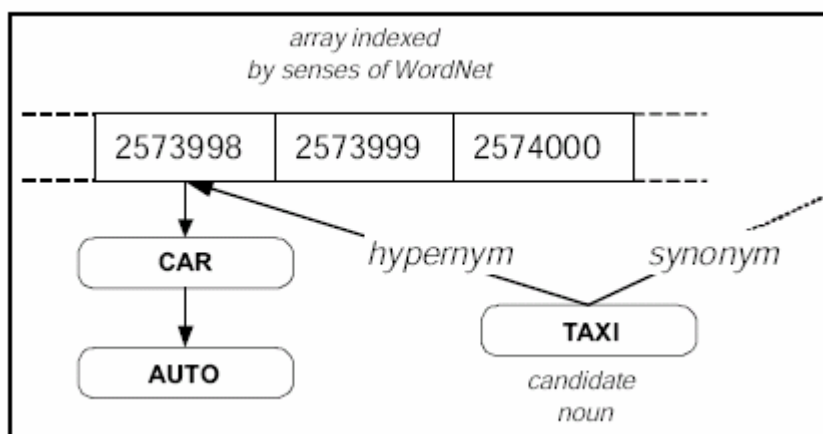 array indexed
by senses of WordNet
2573998 2573999 2574000
hypernym synonym
CAR
TAXI
AUTO
candidate
noun